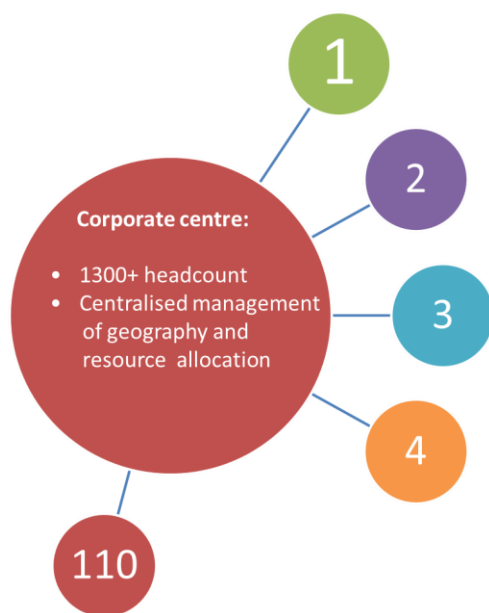 1
2
Corporate centre:
• 1300+ headcount
• Centralised management
of geography and
resource allocation
3
4
110